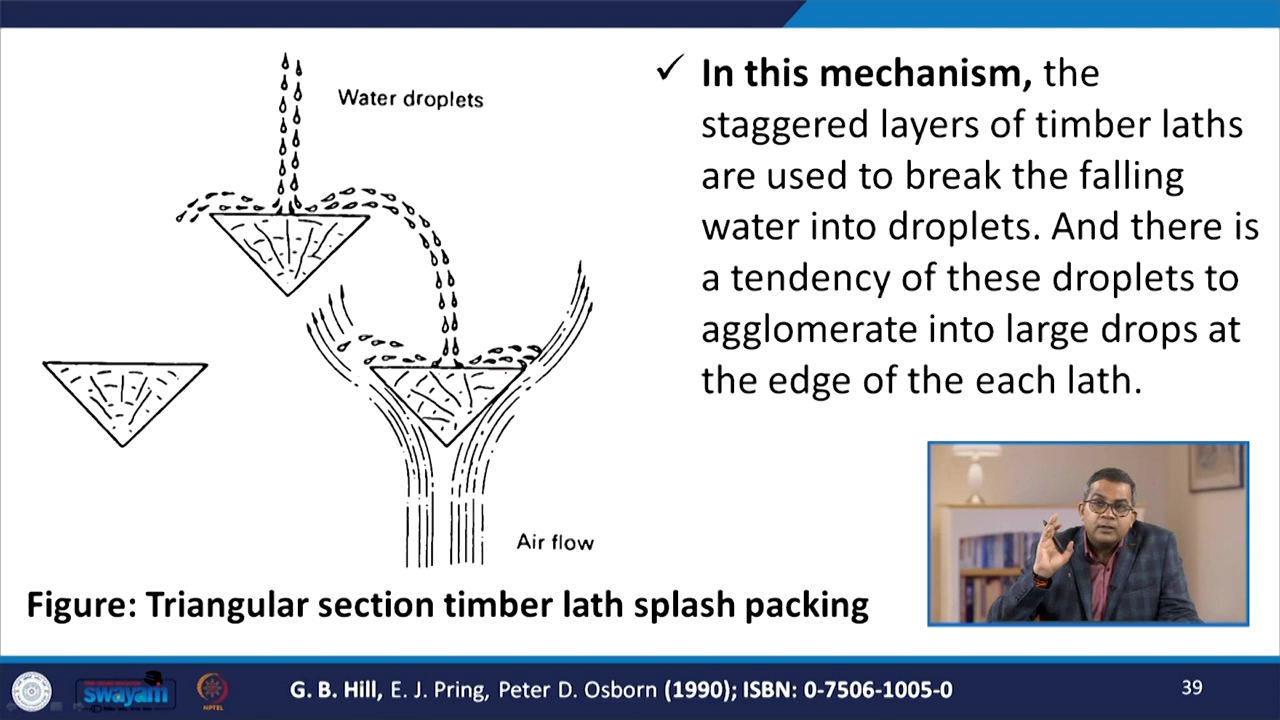 Water droplets
Air flow
Figure: Triangular section timber lath splash packing
✓ In this mechanism, the
staggered layers of timber laths
are used to break the falling
water into droplets. And there is
a tendency of these droplets to
agglomerate into large drops at
the edge of the each lath.
swayam
NPTEL
G. B. Hill, E. J. Pring, Peter D. Osborn (1990); ISBN: 0-7506-1005-0
39